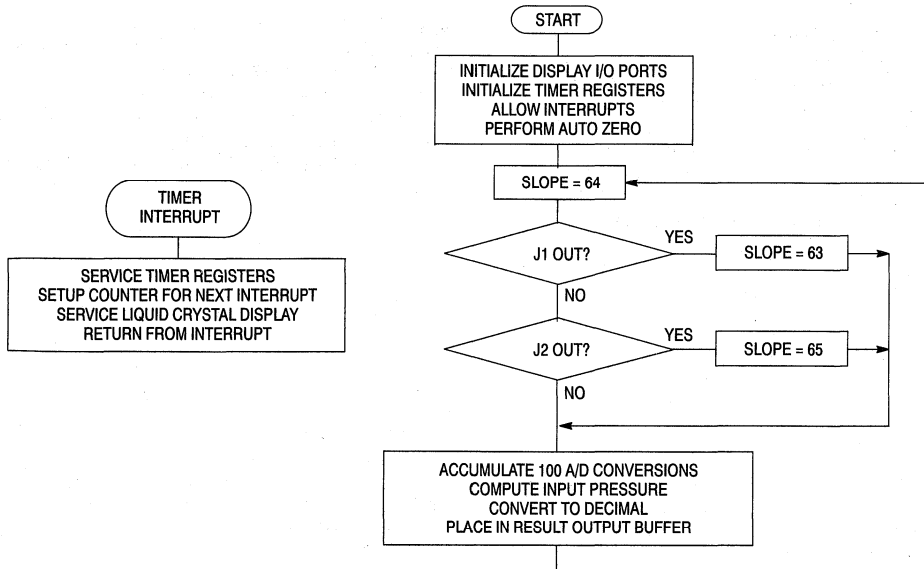 START
INITIALIZE DISPLAY I/O PORTS
INITIALIZE TIMER REGISTERS
ALLOW INTERRUPTS
PERFORM AUTO ZERO
SLOPE = 64
TIMER
INTERRUPT
SERVICE TIMER REGISTERS
SETUP COUNTER FOR NEXT INTERRUPT
SERVICE LIQUID CRYSTAL DISPLAY
RETURN FROM INTERRUPT
J1 OUT?
YES
SLOPE = 63
NO
J2 OUT?
YES
SLOPE = 65
NO
ACCUMULATE 100 A/D CONVERSIONS
COMPUTE INPUT PRESSURE
CONVERT TO DECIMAL
PLACE IN RESULT OUTPUT BUFFER